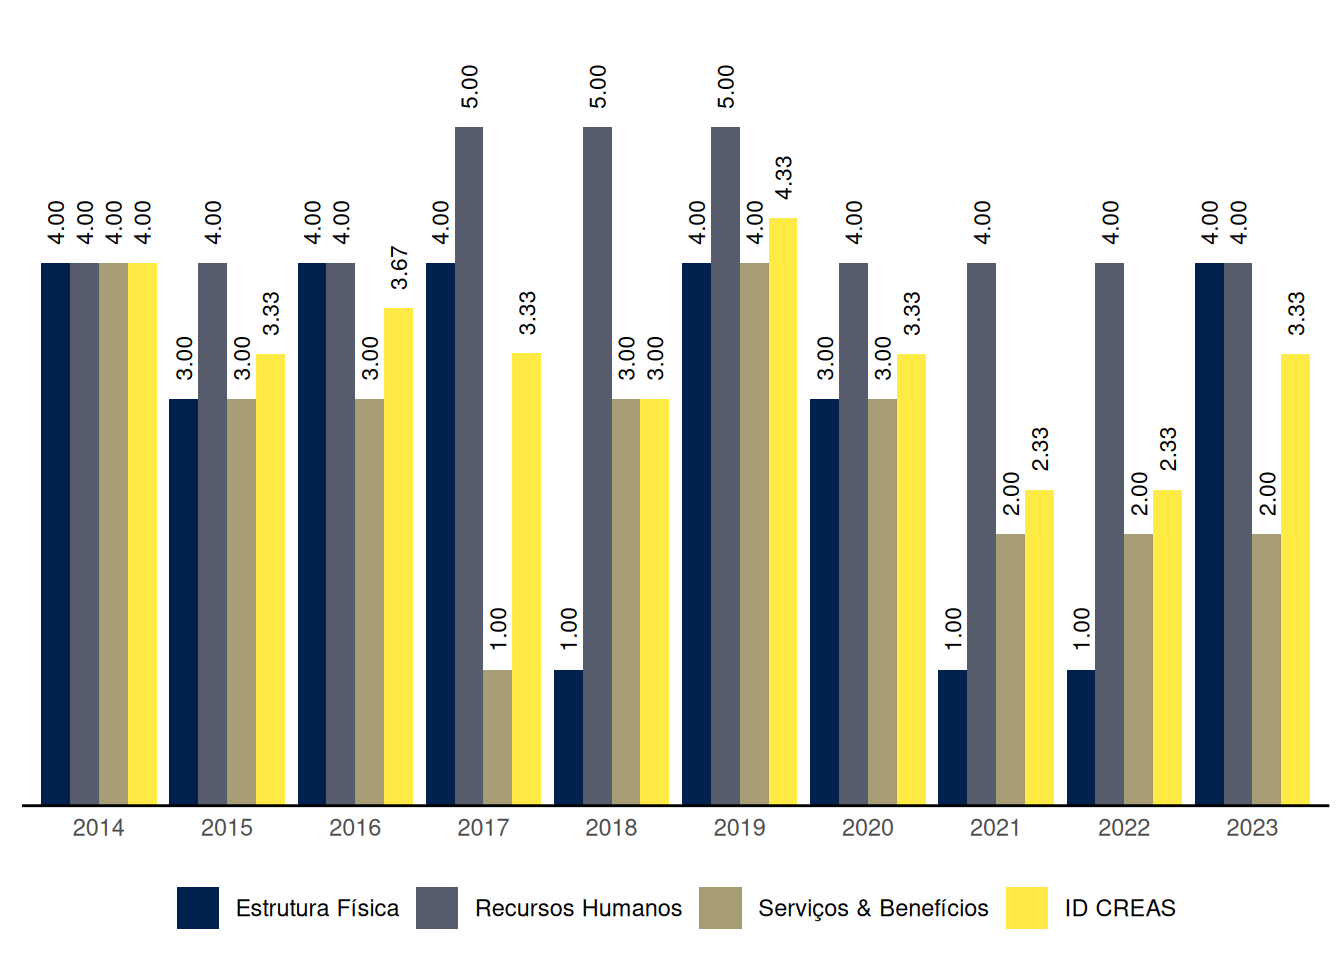 4.00 4.00 4.00 4.00
3.00 4.00 3.00 3.33
4.00 4.00 3.00 3.67
4.00 5.00 1.00 3.33
1.00 5.00 3.00 3.00
4.00 5.00 4.00 4.33
3.00 4.00 3.00 3.33
1.00 4.00 2.00 2.33
1.00 4.00 2.00 2.33
4.00 4.00 2.00 3.33
2014 2015 2016 2017 2018 2019 2020 2021 2022 2023
Estrutura Física Recursos Humanos Serviços & Benefícios ID CREAS